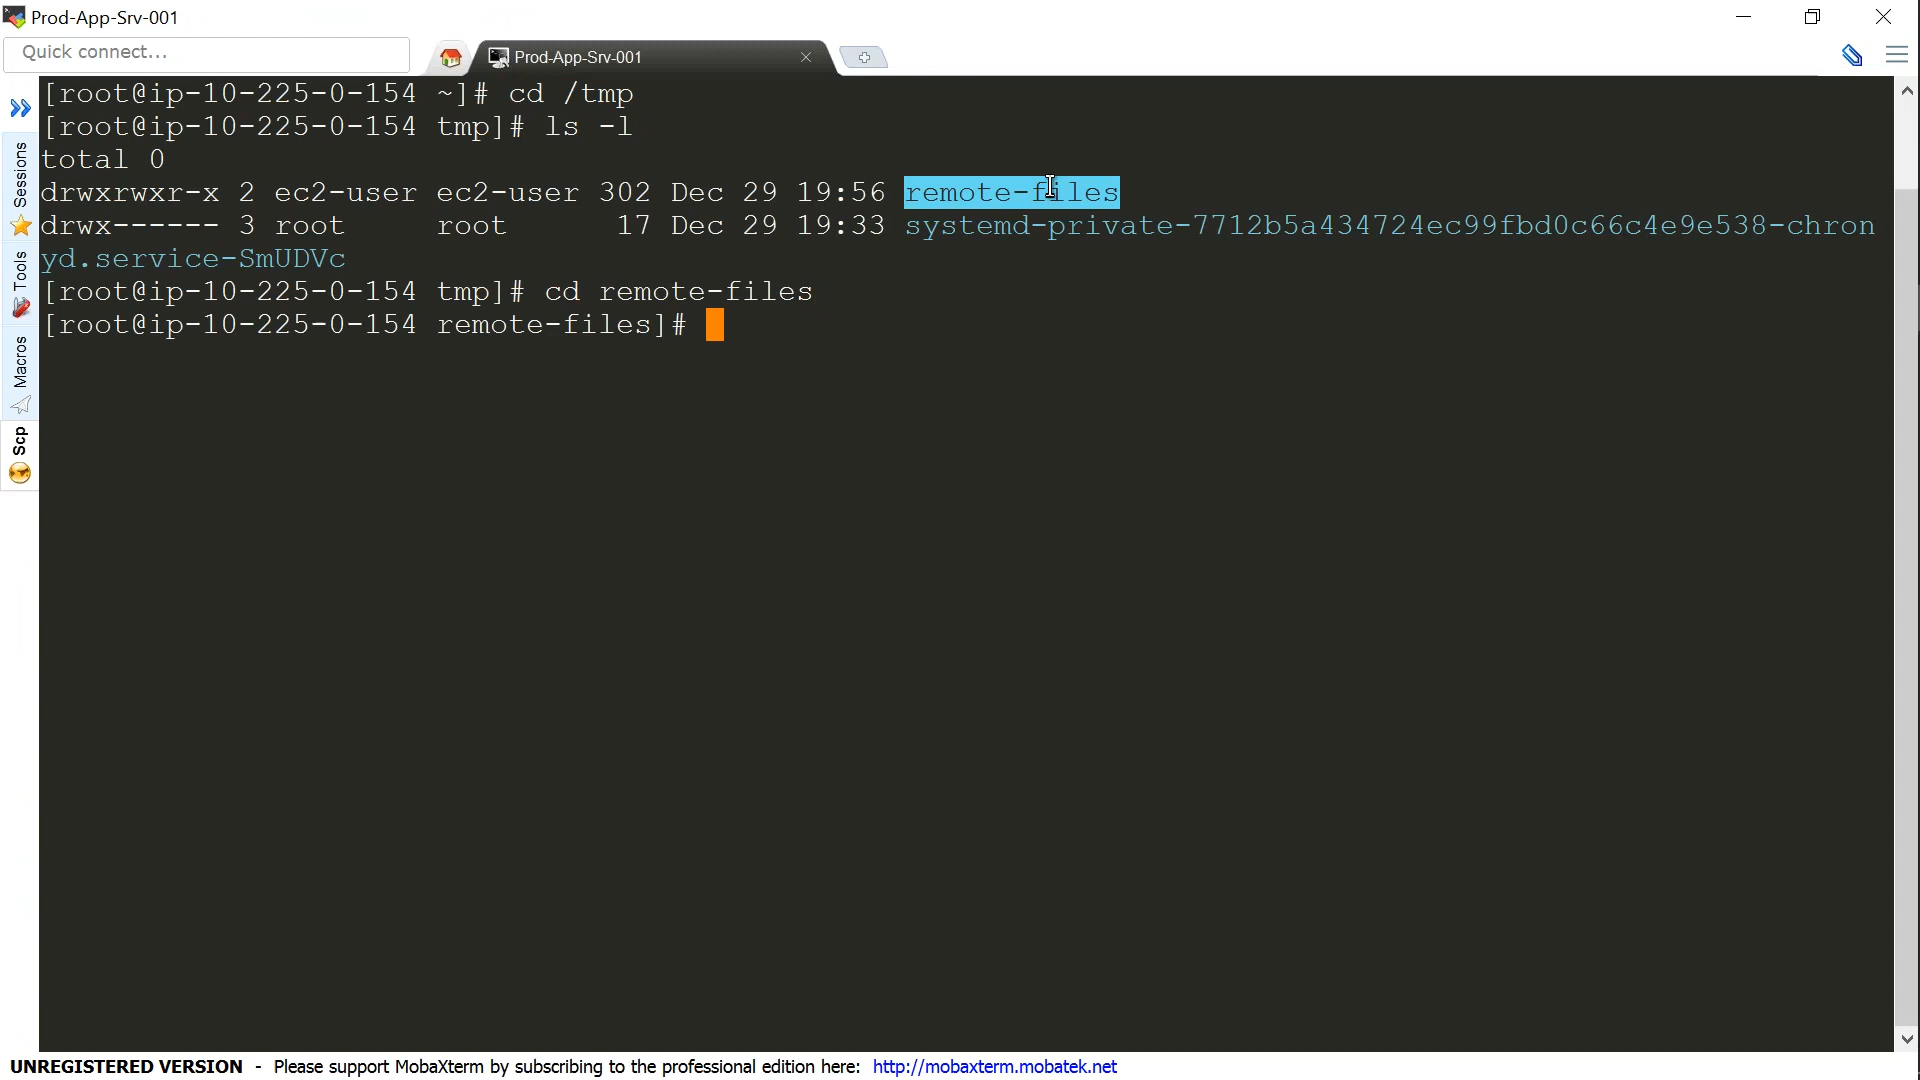 Prod-App-Srv-001
Quick connect...
Prod-App-Srv-001
[root@ip-10-225-0-154 ~]# cd /tmp
[root@ip-10-225-0-154 tmp]# ls -l
total 0
drwxrwxr-x 2 ec2-user ec2-user 302 Dec 29 19:56 remote-files
drwx------ 3 root     root      17 Dec 29 19:33 systemd-private-7712b5a434724ec99fbd0c66c4e9e538-chron
yd.service-SmUDVc
[root@ip-10-225-0-154 tmp]# cd remote-files
[root@ip-10-225-0-154 remote-files]#
Sessions
Tools
Macros
Scp
UNREGISTERED VERSION - Please support MobaXterm by subscribing to the professional edition here: http://mobaxterm.mobatek.net